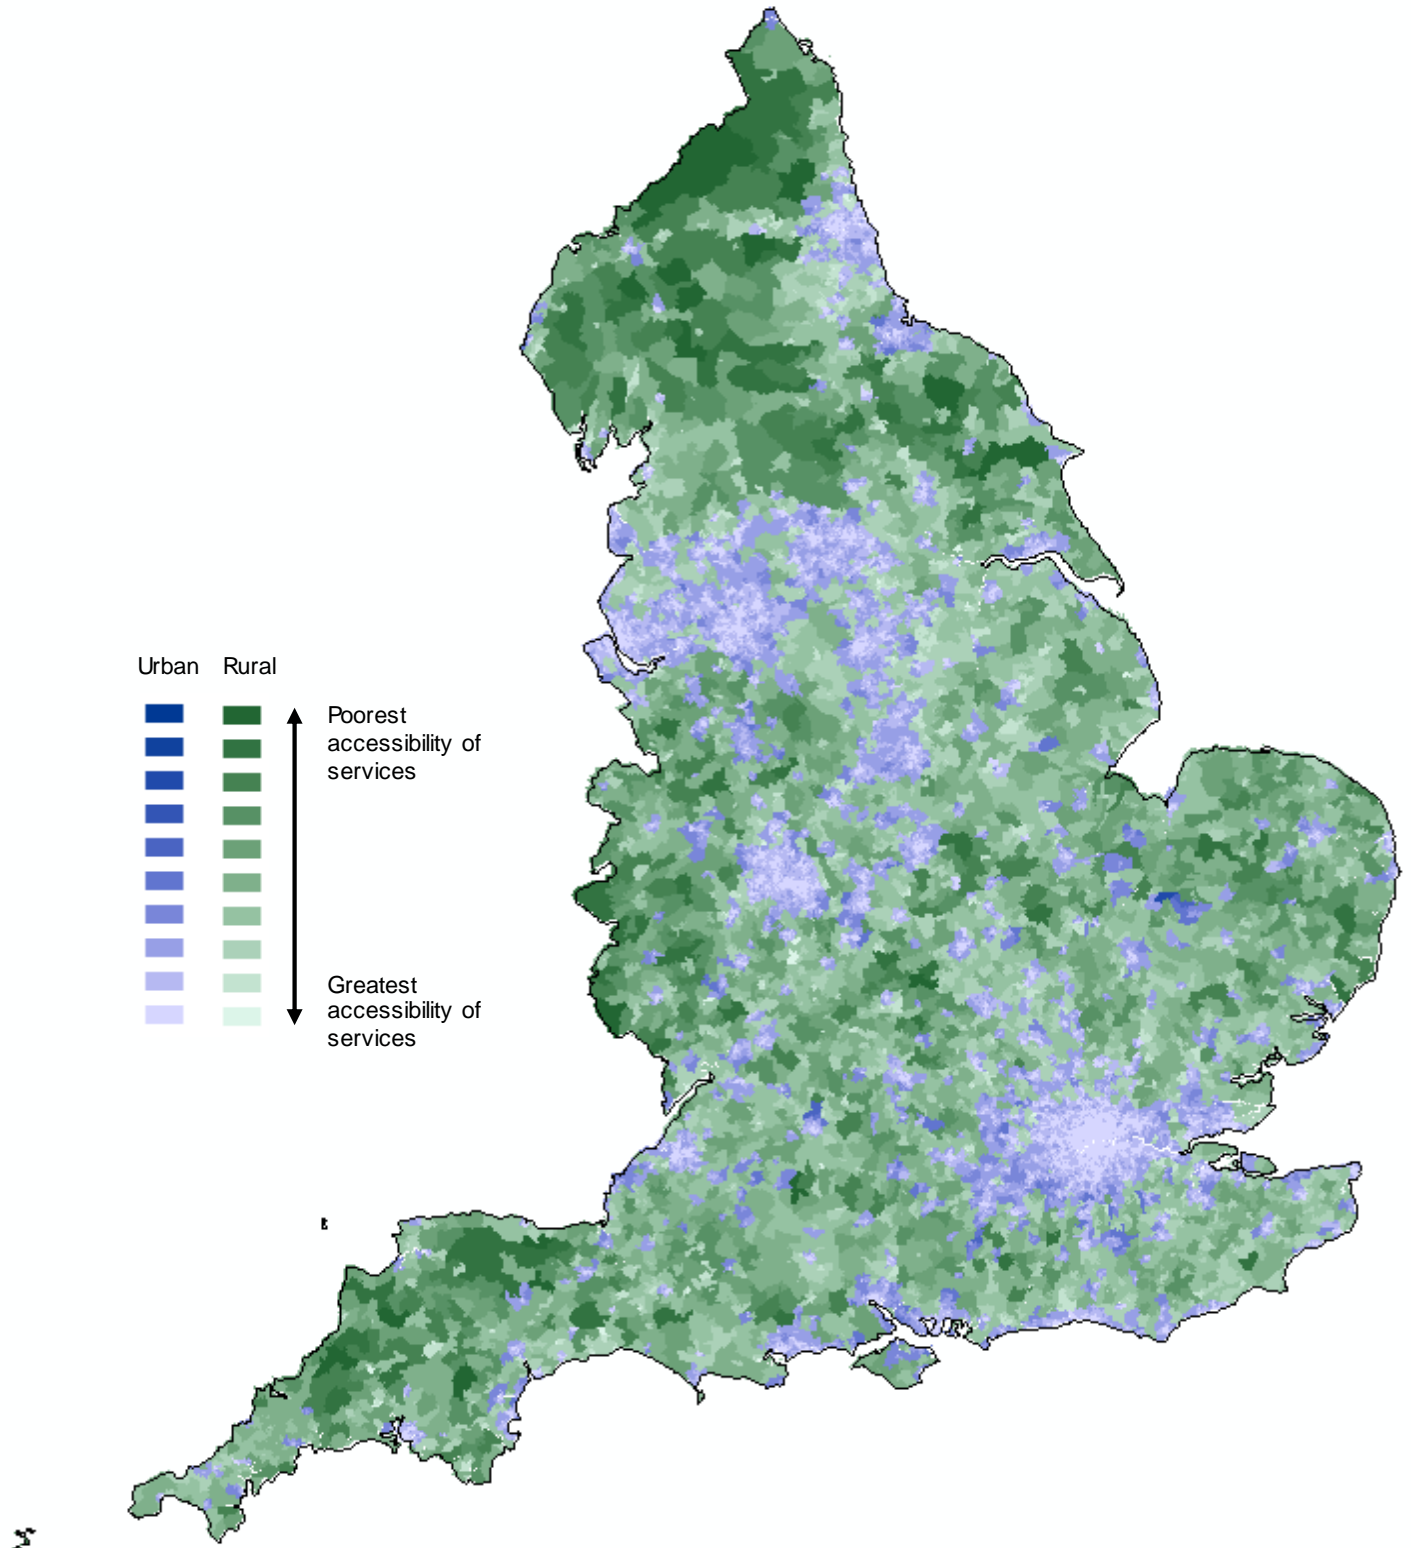 Urban Rural
Poorest
accessibility of
services
Greatest
accessibility of
services